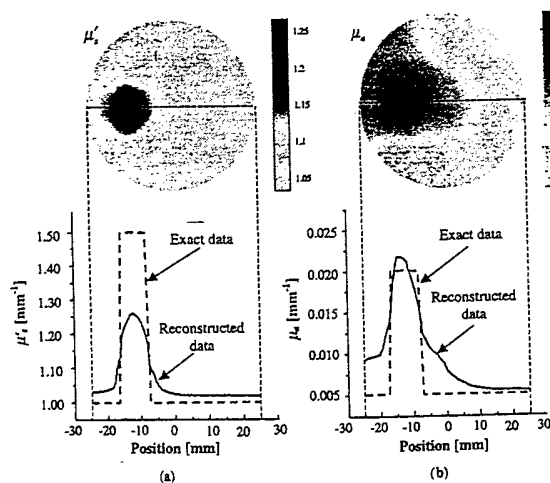 μ's
1.25
1.20
1.15
1.1
1.05
μa
1.50
1.40
1.30
1.20
1.10
1.00
μ's [mm-1]
Exact data
Reconstructed
data
-30 -20 -10 0 10 20 30
Position [mm]
(a)
0.025
0.020
0.015
0.010
0.005
μa [mm-1]
Exact data
Reconstructed
data
-30 -20 -10 0 10 20 30
Position [mm]
(b)